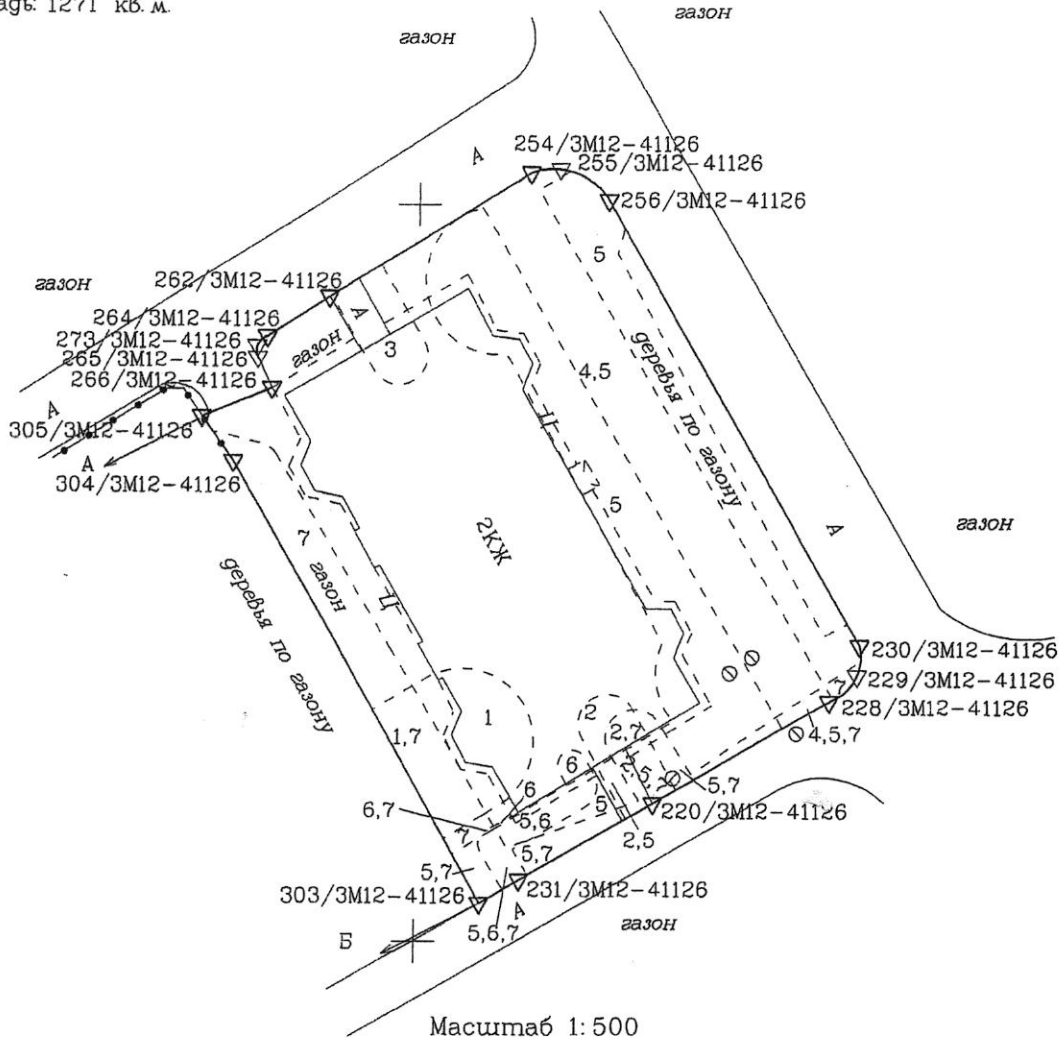 адь: 1271 кв. м.
газон
газон
254/ЗМ12-41126
А
255/ЗМ12-41126
256/ЗМ12-41126
5
262/ЗМ12-41126
газон
А
264/ЗМ12-41126
273/ЗМ12-41126
265/ЗМ12-41126
газон
3
266/ЗМ12-41126
4,5
деревья по газону
А
305/ЗМ12-41126
А
304/ЗМ12-41126
Ц
5
7
газон
2КЖ
А
газон
деревья по газону
Ц
230/ЗМ12-41126
229/ЗМ12-41126
7
228/ЗМ12-41126
1,7
1
2
2,7
4,5,7
6
2,5,7
5,7
6
5
6,7
5,6
220/ЗМ12-41126
7
2,5
5,7
5,7
303/ЗМ12-41126
231/ЗМ12-41126
А
5,6,7
газон
Б
Масштаб 1:500